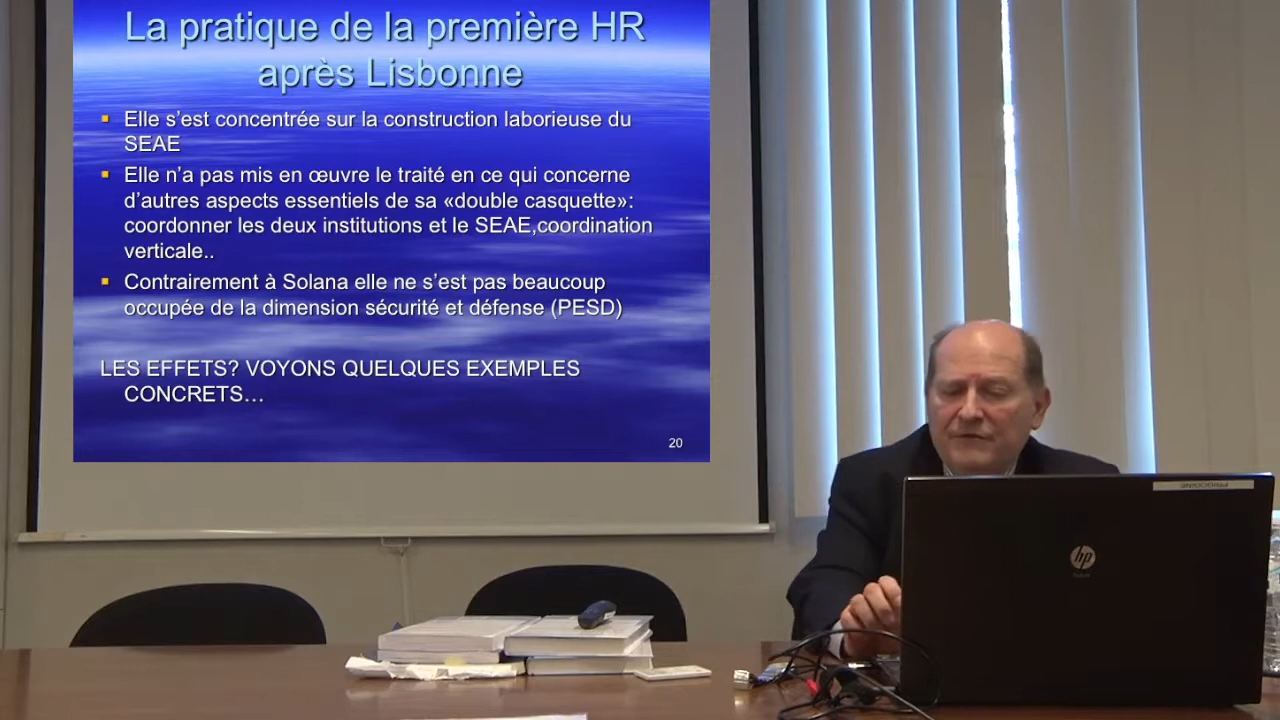 La pratique de la première HR
après Lisbonne
Elle s'est concentrée sur la construction laborieuse du
SEAE
Elle n'a pas mis en œuvre le traité en ce qui concerne
d'autres aspects essentiels de sa «double casquette»:
coordonner les deux institutions et le SEAE,coordination
verticale..
Contrairement à Solana elle ne s'est pas beaucoup
occupée de la dimension sécurité et défense (PESD)
LES EFFETS? VOYONS QUELQUES EXEMPLES
CONCRETS…
20
hp